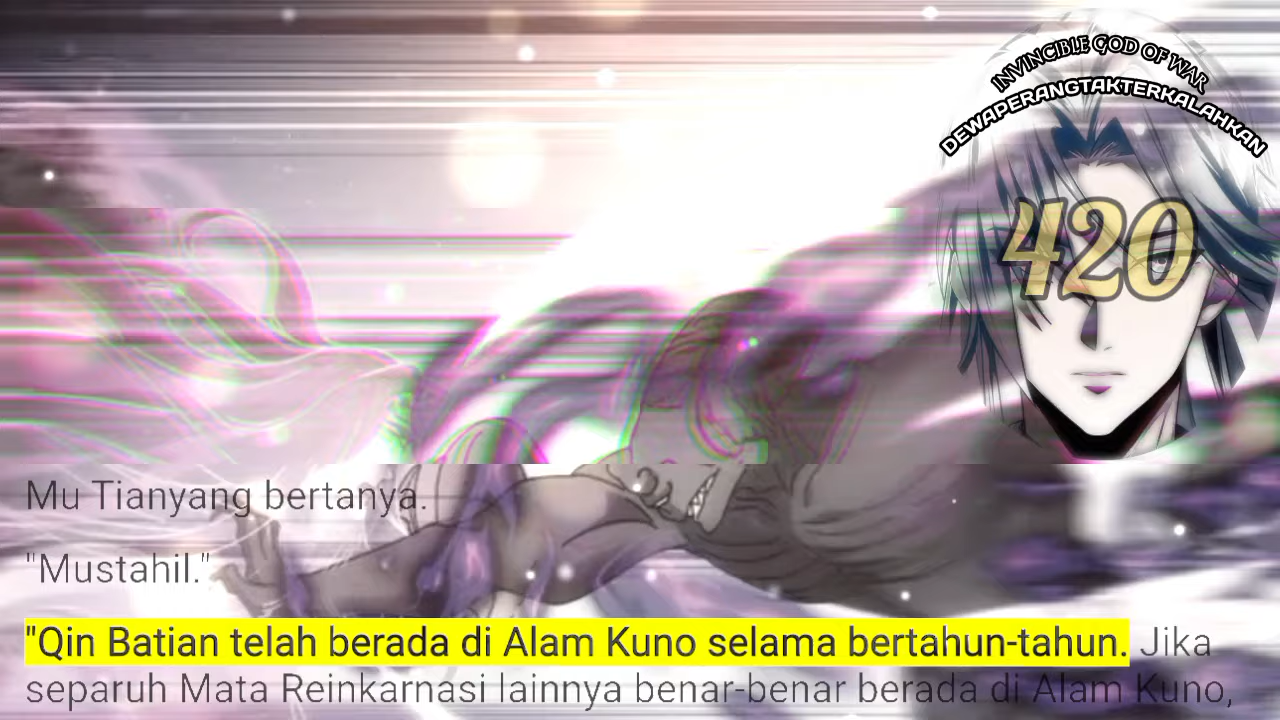 INVINCIBLE GOD OF WAR
DEWAPERANGTAKTERKALAHKAN
420
Mu Tianyang bertanya.
"Mustahil."
"Qin Batian telah berada di Alam Kuno selama bertahun-tahun. Jika
separuh Mata Reinkarnasi lainnya benar-benar berada di Alam Kuno,